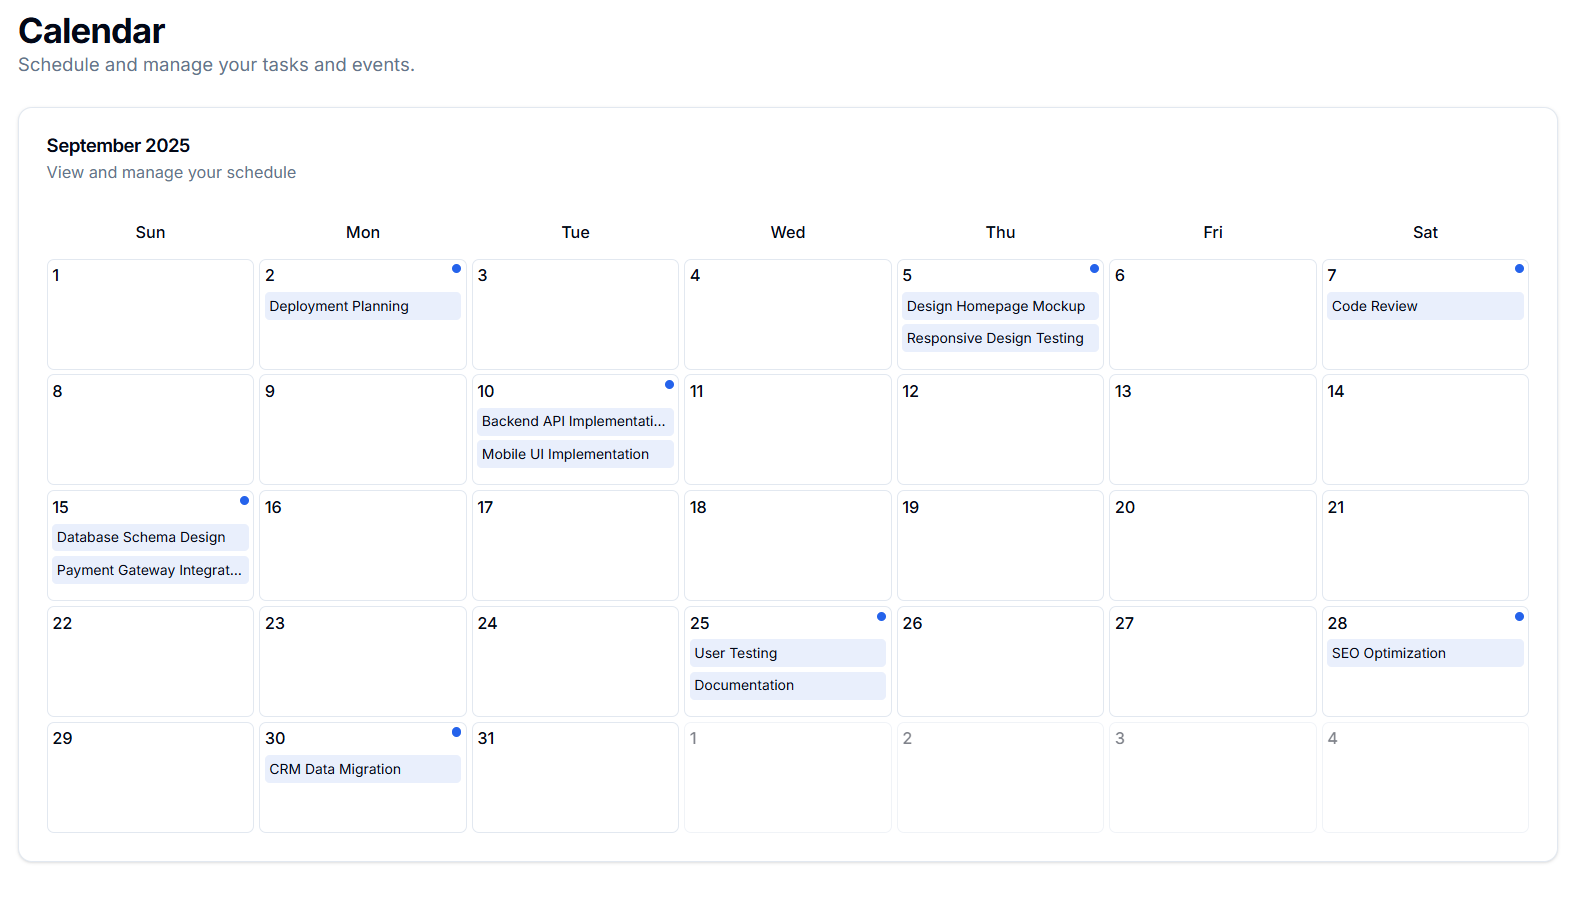 Calendar
Schedule and manage your tasks and events.
September 2025
View and manage your schedule
Sun Mon Tue Wed Thu Fri Sat
1 2 3 4 5 6 7
Deployment Planning Design Homepage Mockup Code Review
Responsive Design Testing
8 9 10 11 12 13 14
Backend API Implementati...
Mobile UI Implementation
15 16 17 18 19 20 21
Database Schema Design
Payment Gateway Integrat...
22 23 24 25 26 27 28
User Testing SEO Optimization
Documentation
29 30 31 1 2 3 4
CRM Data Migration